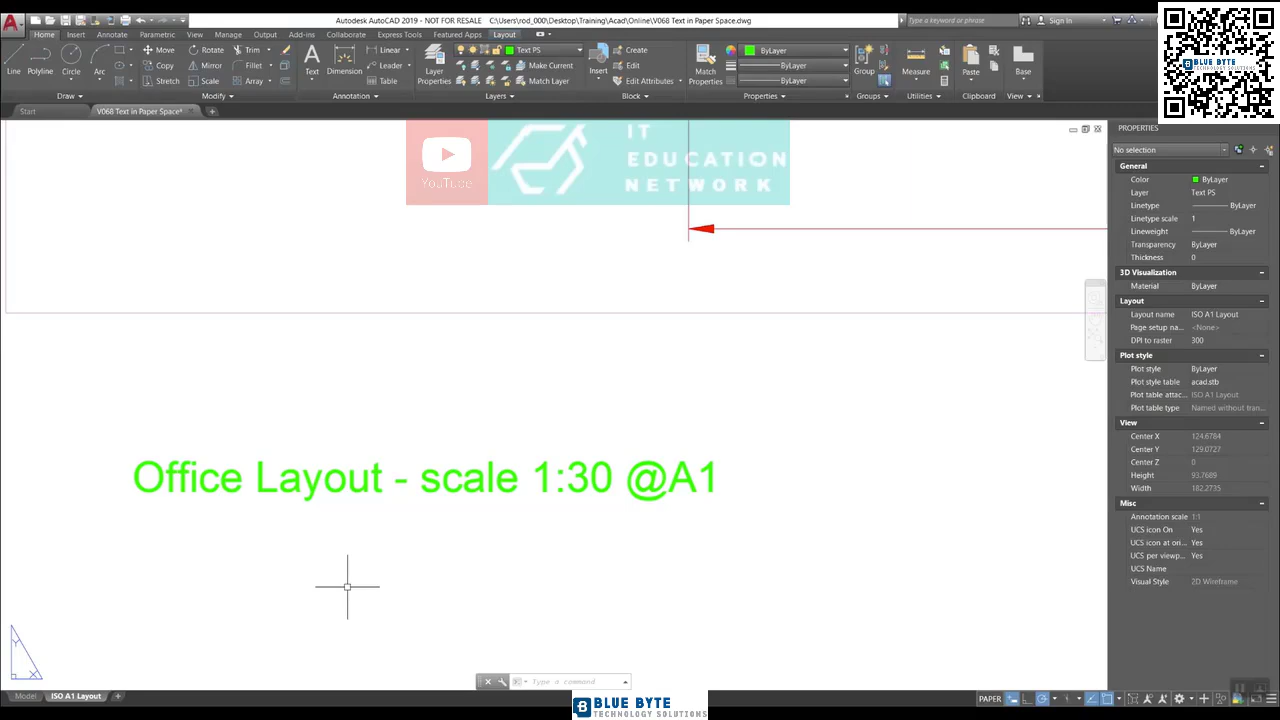 Autodesk AutoCAD 2019 - NOT FOR RESALE C:\Users\rod_000\Desktop\Training\Acad\Online\V068 Text in Paper Space.dwg
Type a keyword or phrase
Sign In
Home Insert Annotate Parametric View Manage Output Add-ins Collaborate Express Tools Featured Apps Layout
Line Polyline Circle Arc
Move Rotate Trim
Copy Mirror Fillet
Stretch Scale Array
Text Dimension
Linear
Leader
Table
Layer Properties
Text PS
Make Current
Match Layer
Insert
Create
Edit
Edit Attributes
Match Properties
ByLayer
ByLayer
ByLayer
Group Measure Paste Base
Draw Modify Annotation Layers Block Properties Groups Utilities Clipboard View
Start V068 Text in Paper Space*
BLUE BYTE
TECHNOLOGY SOLUTIONS
YouTube
IT
EDUCATION
NETWORK
PROPERTIES
No selection
General
Color ByLayer
Layer Text PS
Linetype ByLayer
Linetype scale 1
Lineweight ByLayer
Transparency ByLayer
Thickness 0
3D Visualization
Material ByLayer
Layout
Layout name ISO A1 Layout
Page setup na... <None>
DPI to raster 300
Plot style
Plot style ByLayer
Plot style table acad.stb
Plot table attac... ISO A1 Layout
Plot table type Named without tran...
View
Center X 124.6784
Center Y 129.0727
Center Z 0
Height 93.7689
Width 182.2735
Misc
Annotation scale 1:1
UCS icon On Yes
UCS icon at ori... Yes
UCS per viewp... Yes
UCS Name
Visual Style 2D Wireframe
Office Layout - scale 1:30 @A1
Y
X
Type a command
Model ISO A1 Layout
PAPER
BLUE BYTE
TECHNOLOGY SOLUTIONS